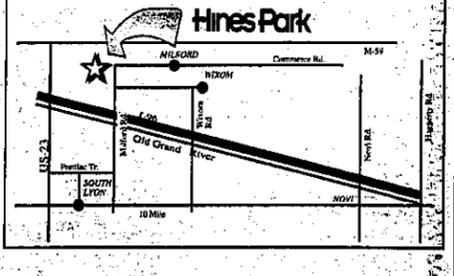 Hines Park
M-59
MILFORD
Commerce Rd.
WIXOM
I-96
Milford Rd.
Wixom Rd.
Old Grand River
Novi Rd.
Haggerty Rd.
US-23
Pontiac Tr.
SOUTH LYON
NOVI
10 Mile